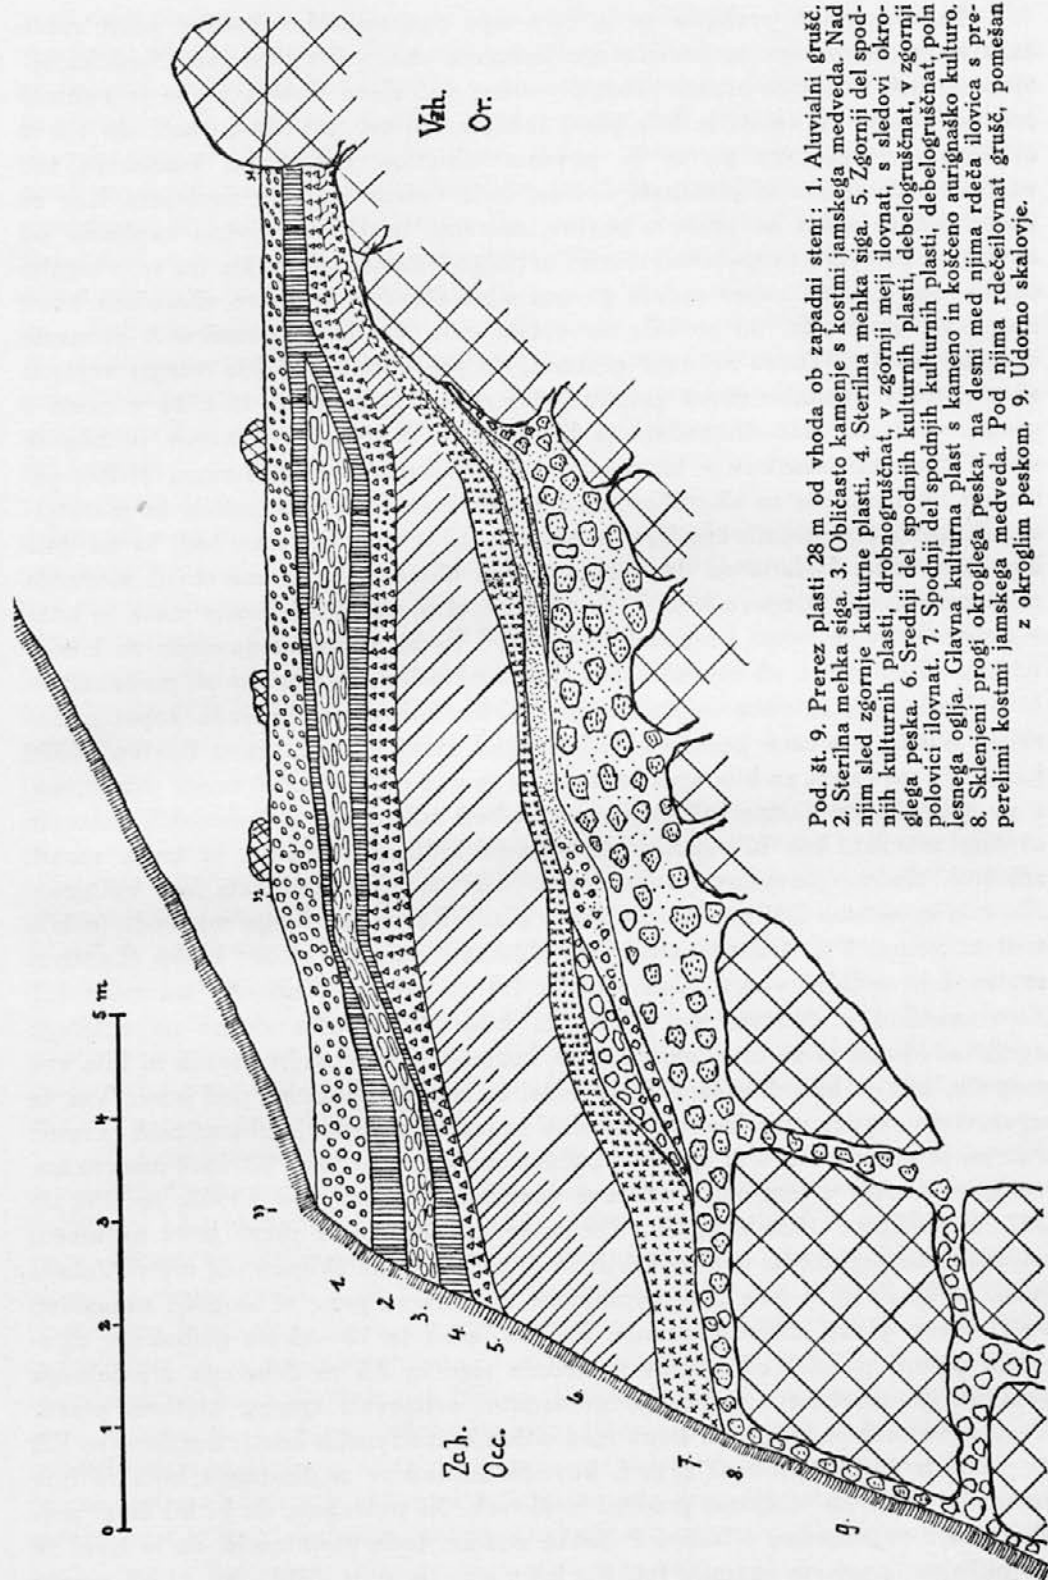 0 1 2 3 4 5 m
Zah.
Occ.
Vzh.
Or.
33
32
31
1.
2.
3.
4.
5.
6.
7.
8.
9.
Pod. št. 9. Prerez plasti 28 m od vhoda ob zapadni steni: 1. Aluvialni grušč.
2. Sterilna mehka siga. 3. Obličasto kamenje s kostmi jamskega medveda. Nad
njim sled zgornje kulturne plasti. 4. Sterilna mehka siga. 5. Zgornji del spod-
njih kulturnih plasti, drobnogruščnat, v zgornji meji ilovnat, s sledovi okro-
glega peska. 6. Srednji del spodnjih kulturnih plasti, debelogruščnat, v zgornji
polovici ilovnat. 7. Spodnji del spodnjih kulturnih plasti, debelogruščnat, poln
lesnega oglja. Glavna kulturna plast s kameno in koščeno aurignaško kulturo.
8. Sklenjeni progi okroglega peska, na desni med njima rdeča ilovica s pre-
perelimi kostmi jamskega medveda. Pod njima rdečeilovnat grušč, pomešan
z okroglim peskom. 9. Udorno skalovje.